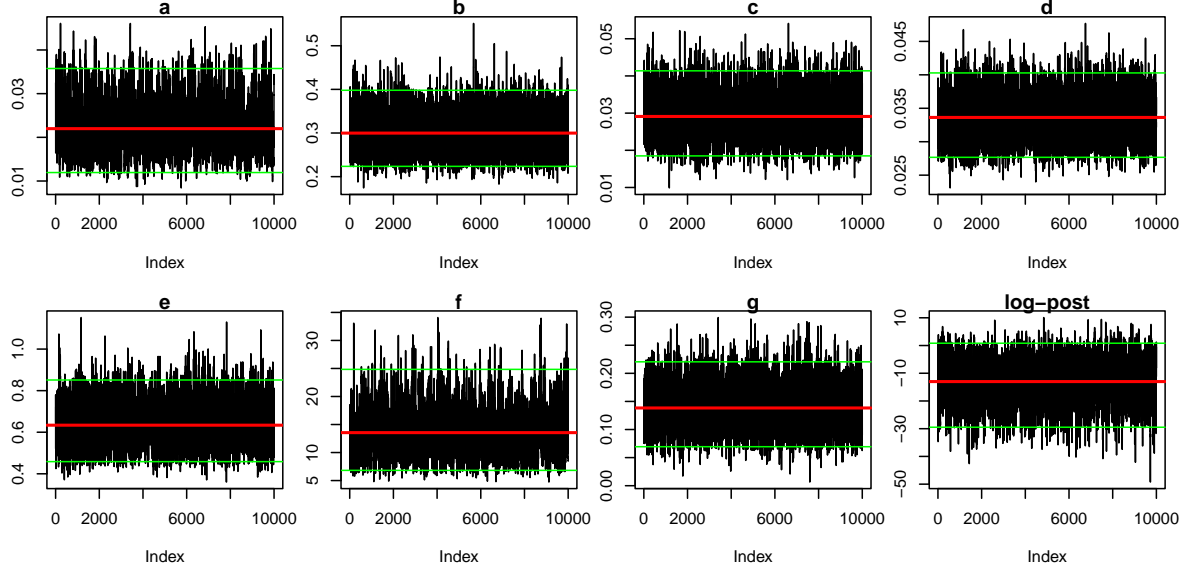 a b c d
0.01 0.03
0.2 0.3 0.4 0.5
0.01 0.03 0.05
0.025 0.035 0.045
0 2000 6000 10000 0 2000 6000 10000 0 2000 6000 10000 0 2000 6000 10000
Index Index Index Index
e f g log−post
0.4 0.6 0.8 1.0
5 10 20 30
0.00 0.10 0.20 0.30
−50 −30 −10 10
0 2000 6000 10000 0 2000 6000 10000 0 2000 6000 10000 0 2000 6000 10000
Index Index Index Index